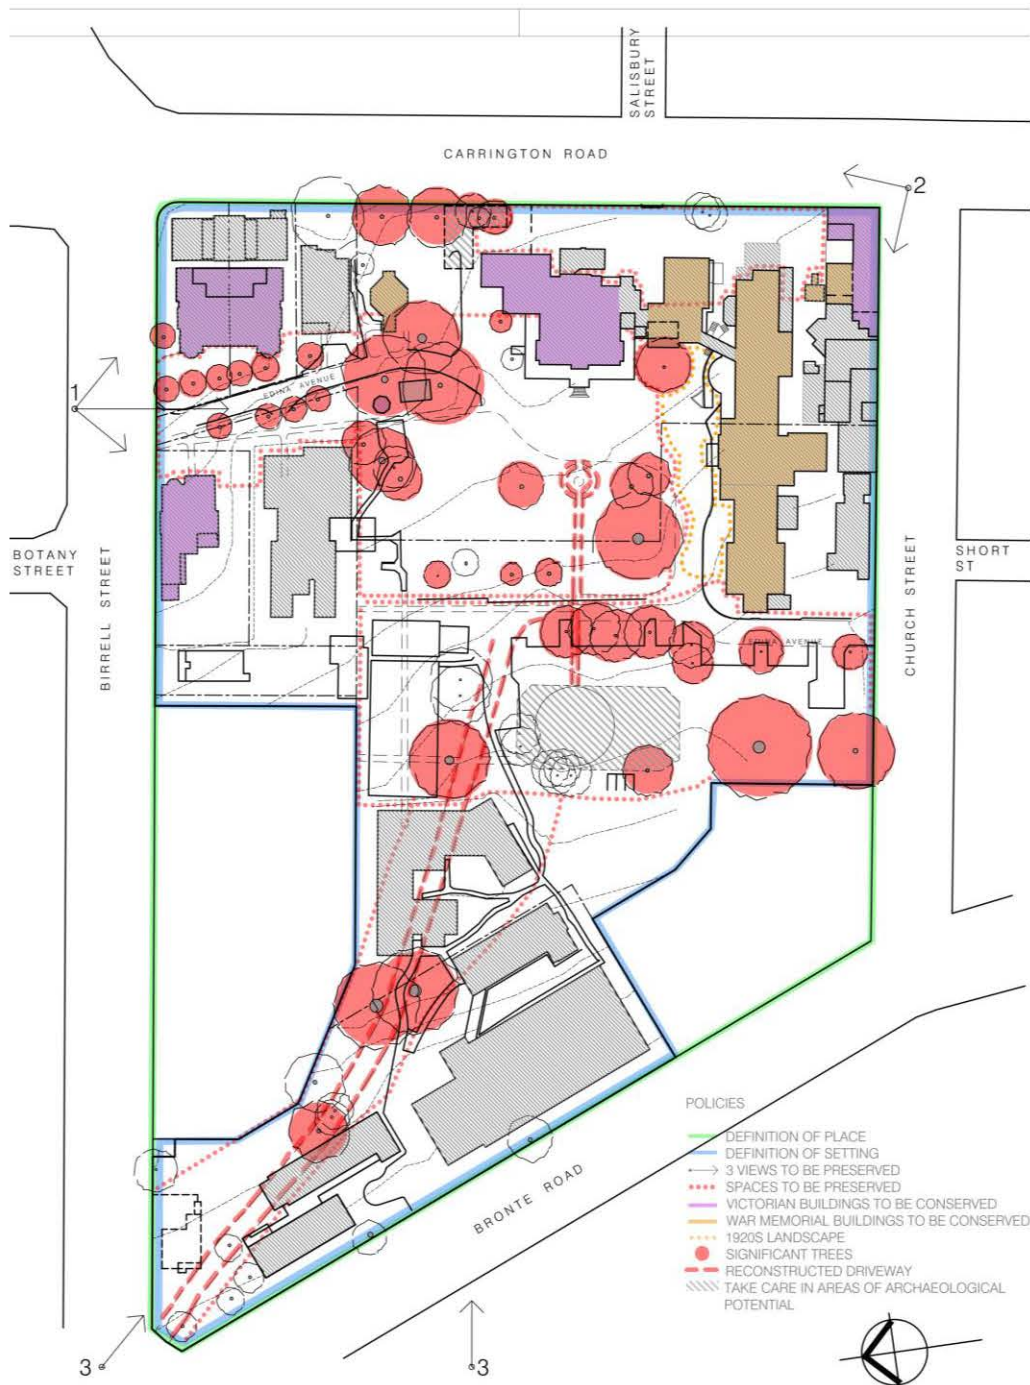 SALISBURY
STREET
CARRINGTON ROAD
2
1
EDINA AVENUE
BOTANY
STREET
BIRRELL STREET
SHORT
ST
CHURCH STREET
EDINA AVENUE
BRONTE ROAD
POLICIES
DEFINITION OF PLACE
DEFINITION OF SETTING
3 VIEWS TO BE PRESERVED
SPACES TO BE PRESERVED
VICTORIAN BUILDINGS TO BE CONSERVED
WAR MEMORIAL BUILDINGS TO BE CONSERVED
1920S LANDSCAPE
SIGNIFICANT TREES
RECONSTRUCTED DRIVEWAY
TAKE CARE IN AREAS OF ARCHAEOLOGICAL
POTENTIAL
3
3